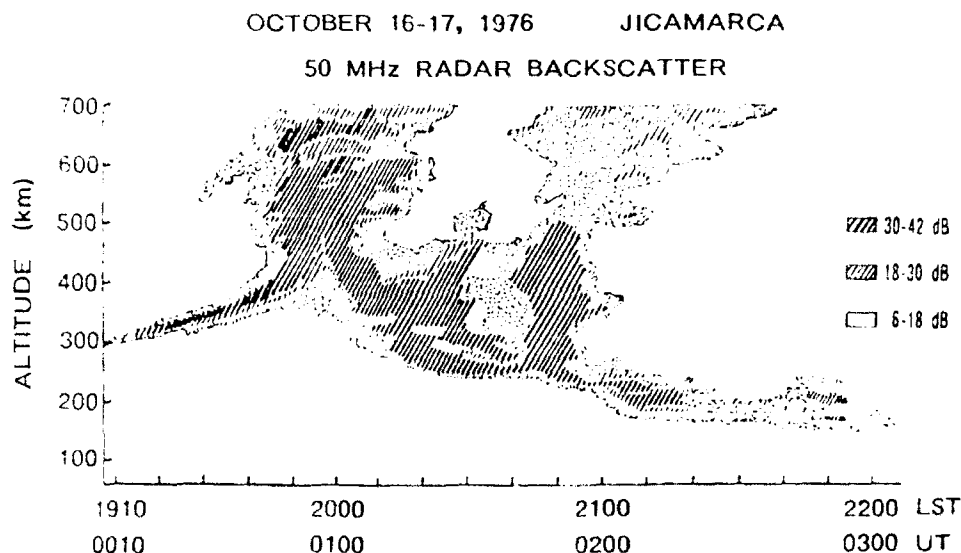 OCTOBER 16-17, 1976 JICAMARCA
50 MHz RADAR BACKSCATTER
ALTITUDE (km)
700
600
500
400
300
200
100
30-42 dB
18-30 dB
6-18 dB
1910 2000 2100 2200 LST
0010 0100 0200 0300 UT